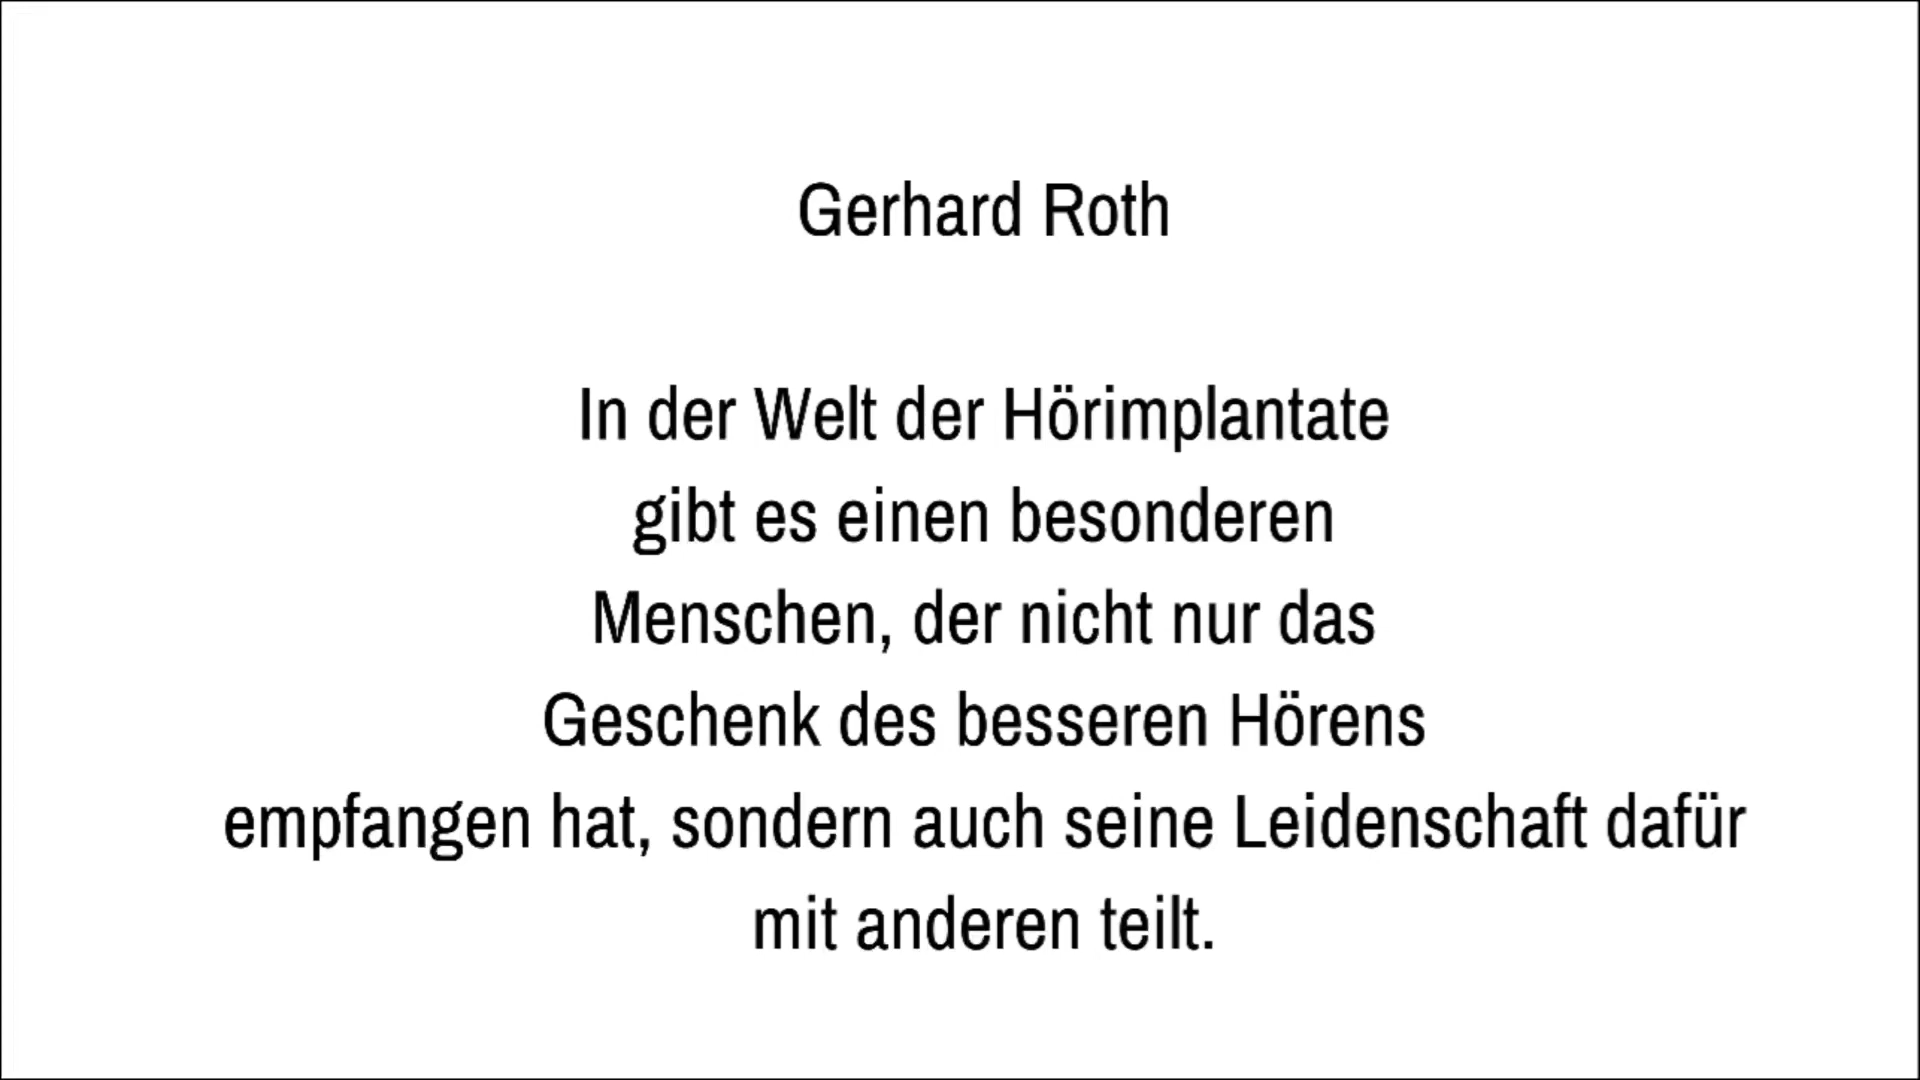 Gerhard Roth
In der Welt der Hörimplantate
gibt es einen besonderen
Menschen, der nicht nur das
Geschenk des besseren Hörens
empfangen hat, sondern auch seine Leidenschaft dafür
mit anderen teilt.